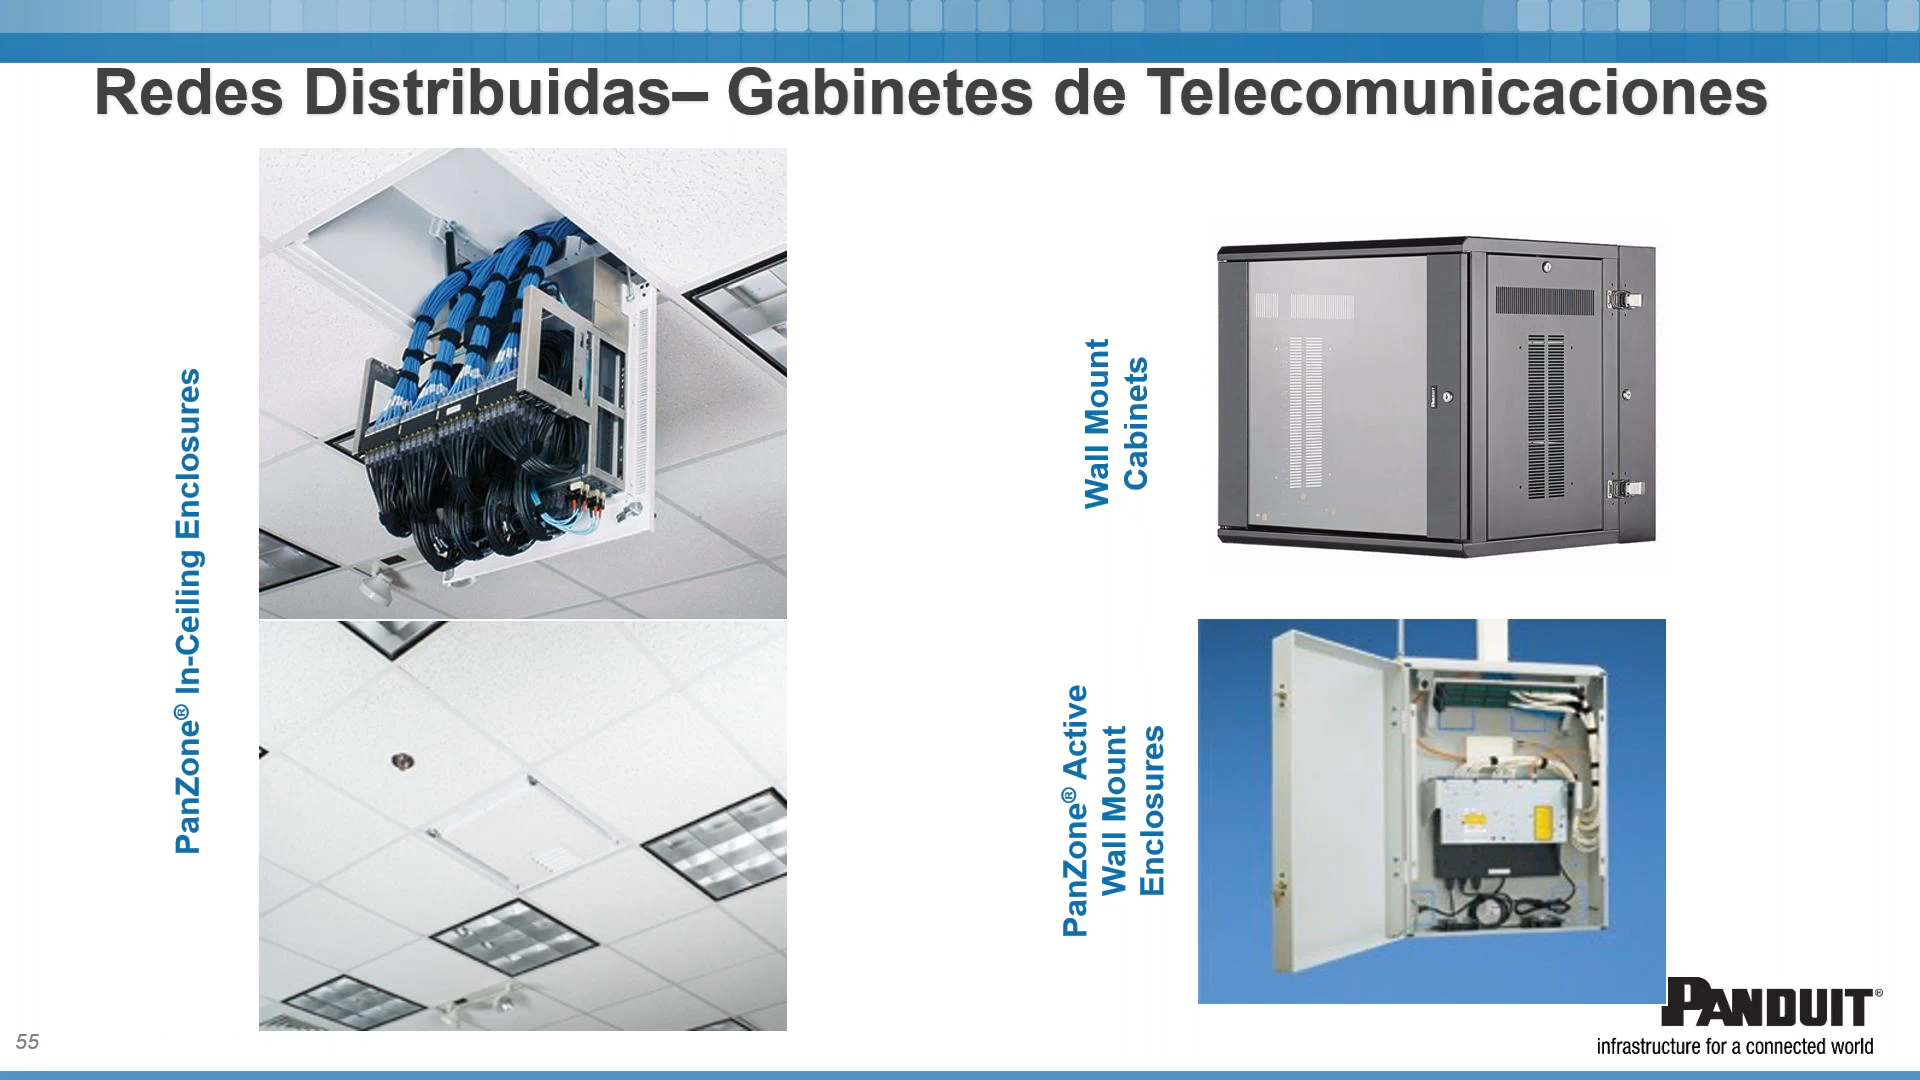 Redes Distribuidas– Gabinetes de Telecomunicaciones
PanZone® In-Ceiling Enclosures
Wall Mount
Cabinets
PanZone® Active
Wall Mount
Enclosures
PANDUIT®
infrastructure for a connected world
55